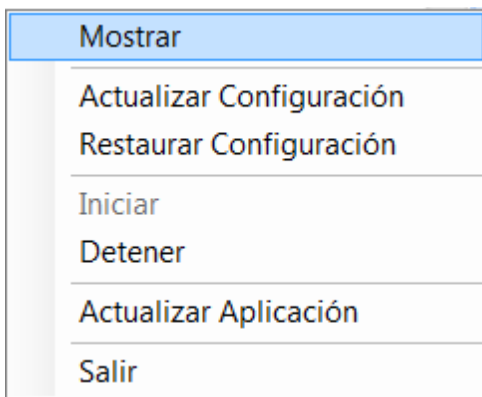 Mostrar
Actualizar Configuración
Restaurar Configuración
Iniciar
Detener
Actualizar Aplicación
Salir